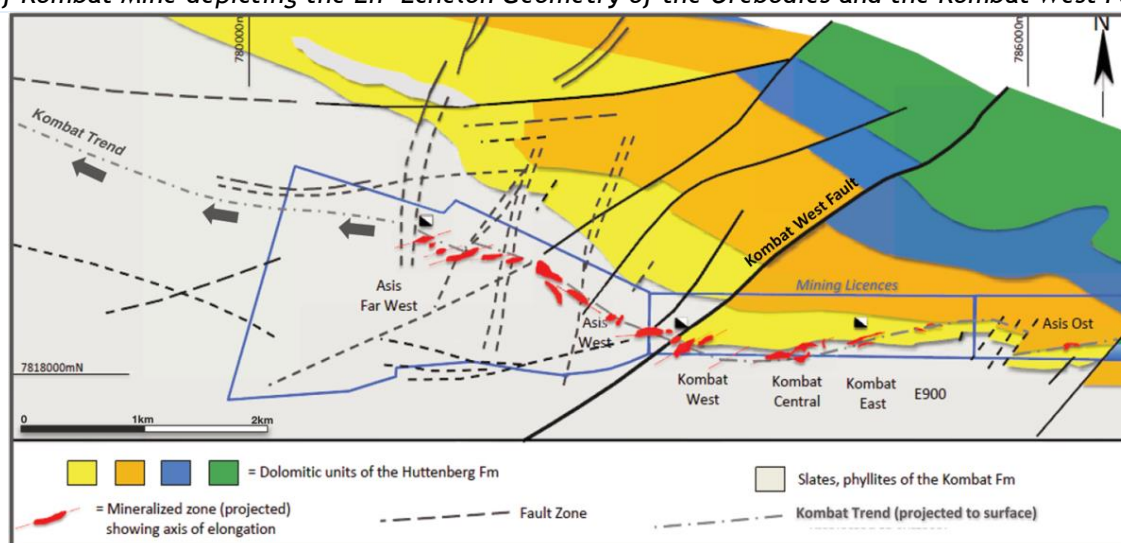 f Kombat Mine depicting the En-Echelon Geometry of the Orebodies and the Kombat West F
780000m
786000m
N
Kombat Trend
Kombat West Fault
Mining Licences
Asis
Far West
Asis
West
Asis Ost
7818000mN
Kombat
West
Kombat
Central
Kombat
East
E900
0 1km 2km
= Dolomitic units of the Huttenberg Fm
Slates, phyllites of the Kombat Fm
= Mineralized zone (projected)
showing axis of elongation
Fault Zone
Kombat Trend (projected to surface)